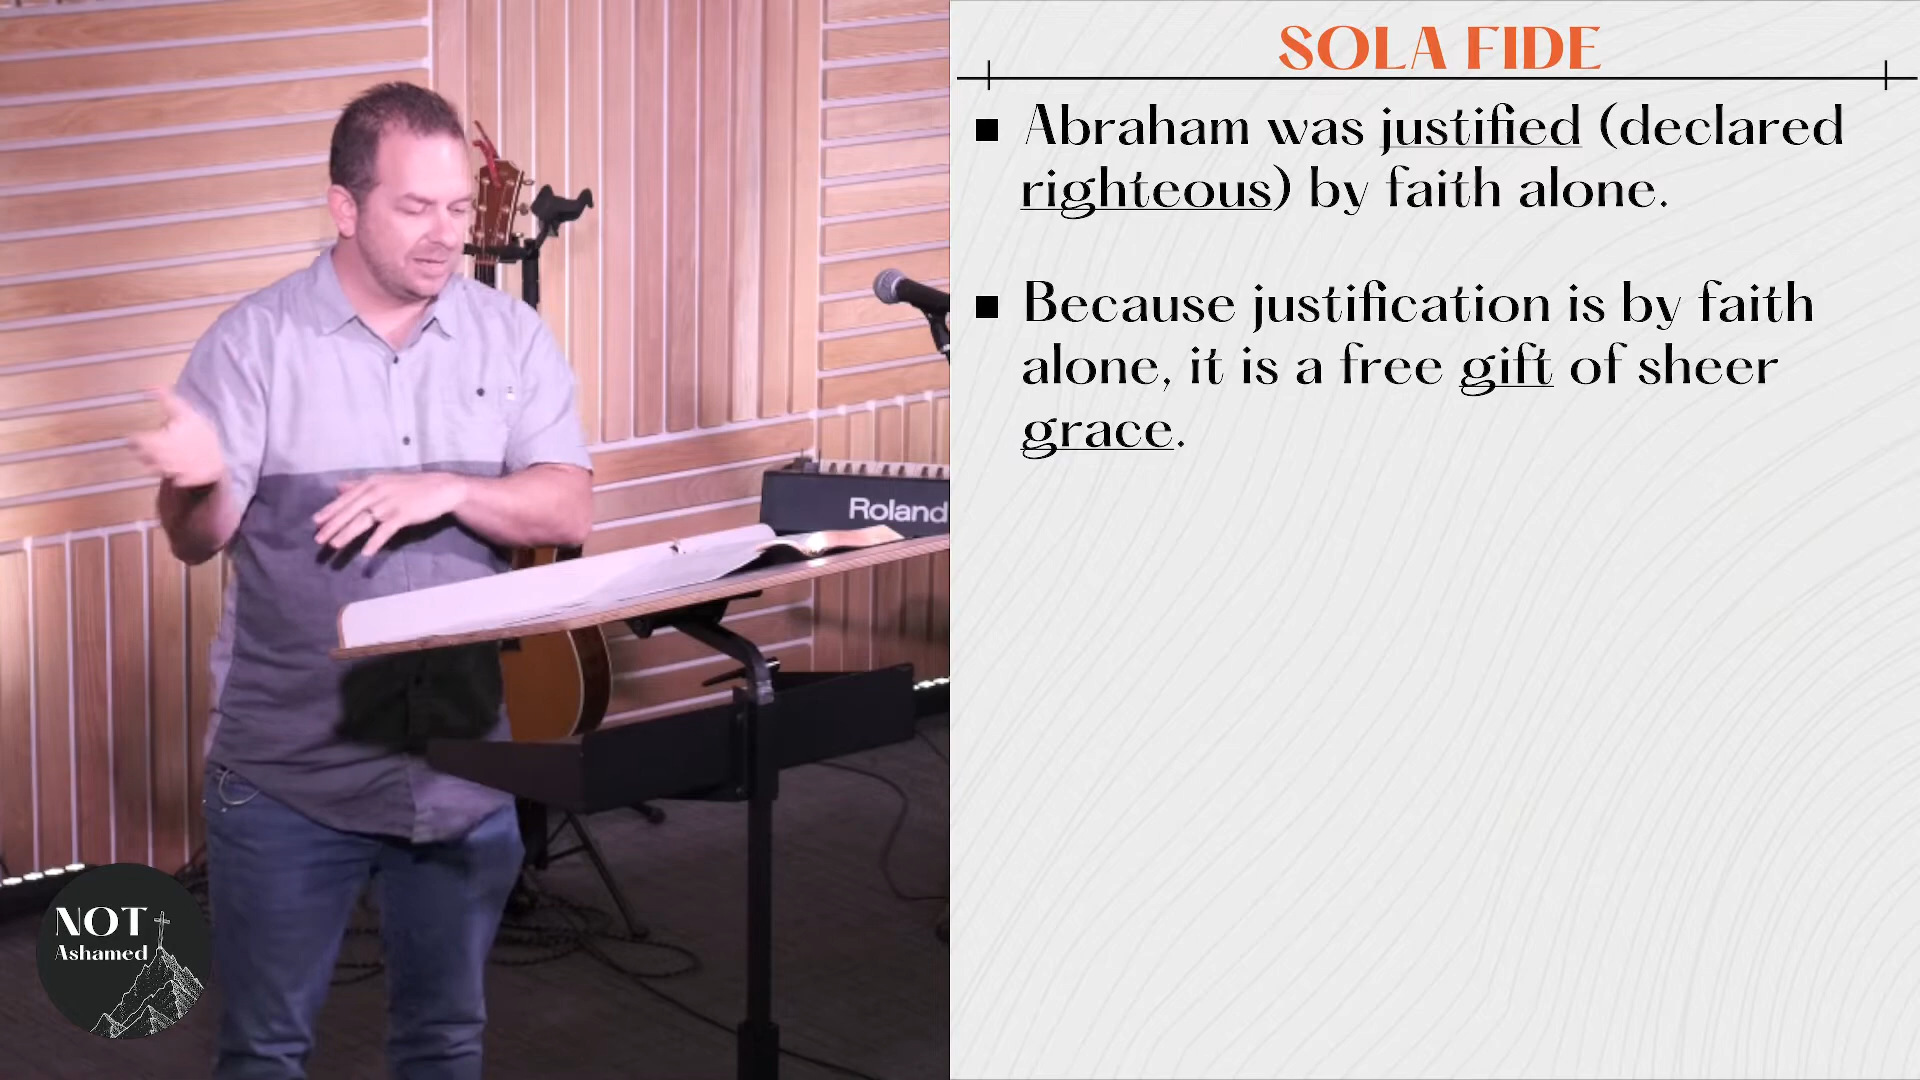 SOLA FIDE
■ Abraham was justified (declared
righteous) by faith alone.
■ Because justification is by faith
alone, it is a free gift of sheer
grace.
Roland
NOT
Ashamed